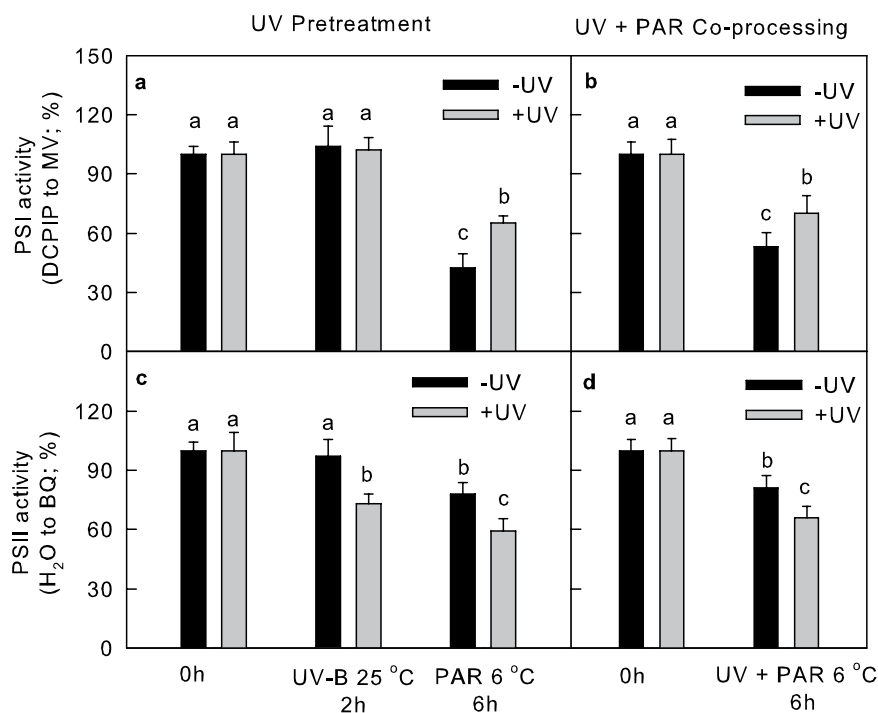 UV Pretreatment
UV + PAR Co-processing
150
120
90
60
30
0
PSI activity
(DCPIP to MV; %)
a
-UV
+UV
a a
a a
c
b
b
-UV
+UV
a a
c
b
120
90
60
30
0
PSII activity
(H₂O to BQ; %)
c
-UV
+UV
a a
a
b
b
c
d
-UV
+UV
a a
b
c
0h
UV-B 25 °C
2h
PAR 6 °C
6h
0h
UV + PAR 6 °C
6h